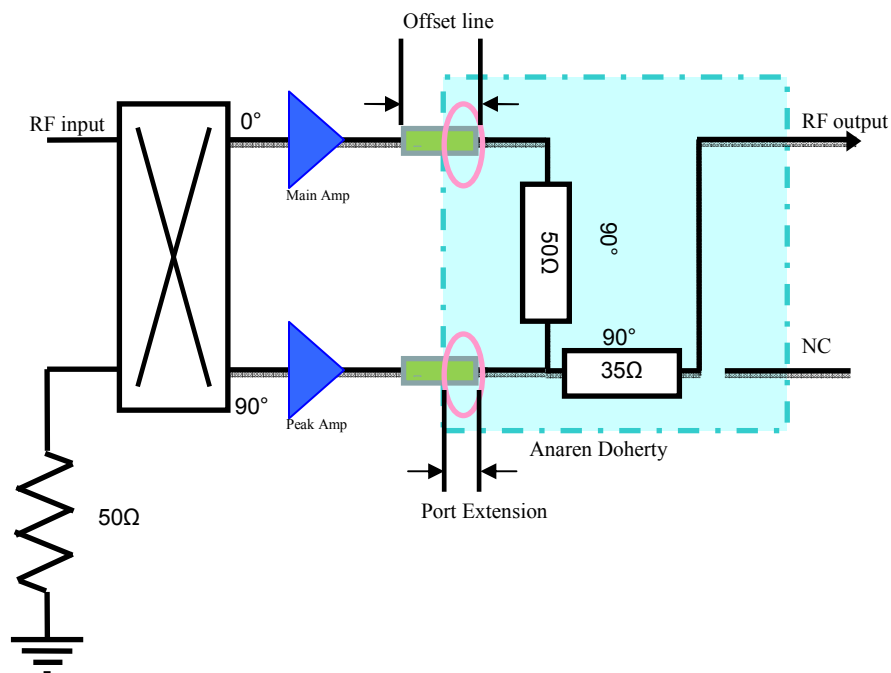 Offset line
RF input
0°
RF output
Main Amp
50Ω
90°
90°
35Ω
NC
90°
Peak Amp
Anaren Doherty
Port Extension
50Ω